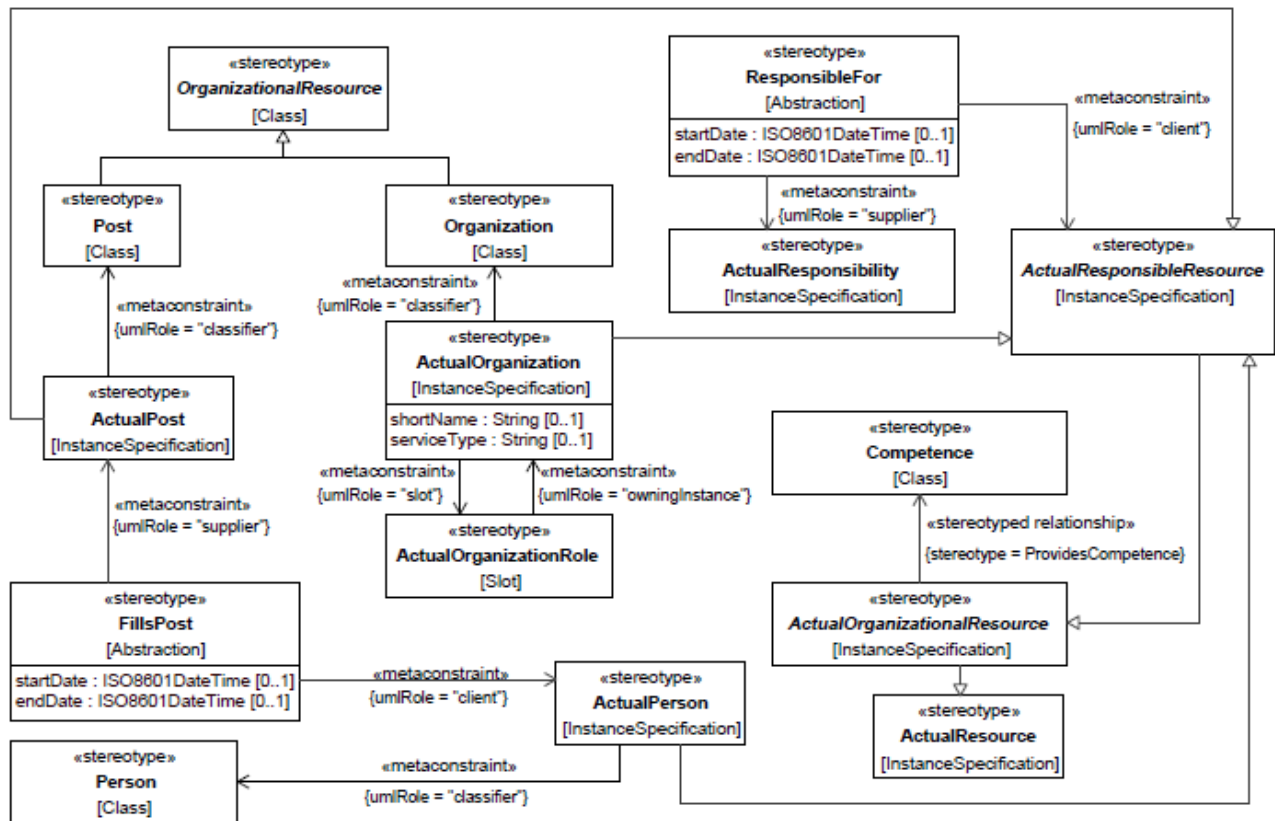 «stereotype»
OrganizationalResource
[Class]
«stereotype»
ResponsibleFor
[Abstraction]
startDate : ISO8601DateTime [0..1]
endDate : ISO8601DateTime [0..1]
«metaconstraint»
{umlRole = "client"}
«stereotype»
Post
[Class]
«stereotype»
Organization
[Class]
«metaconstraint»
{umlRole = "supplier"}
«stereotype»
ActualResponsibility
[InstanceSpecification]
«stereotype»
ActualResponsibleResource
[InstanceSpecification]
«metaconstraint»
{umlRole = "classifier"}
«metaconstraint»
{umlRole = "classifier"}
«stereotype»
ActualOrganization
[InstanceSpecification]
shortName : String [0..1]
serviceType : String [0..1]
«stereotype»
ActualPost
[InstanceSpecification]
«stereotype»
Competence
[Class]
«metaconstraint»
{umlRole = "slot"}
«metaconstraint»
{umlRole = "owningInstance"}
«metaconstraint»
{umlRole = "supplier"}
«stereotype»
ActualOrganizationRole
[Slot]
«stereotyped relationship»
{stereotype = ProvidesCompetence}
«stereotype»
FillsPost
[Abstraction]
startDate : ISO8601DateTime [0..1]
endDate : ISO8601DateTime [0..1]
«stereotype»
ActualOrganizationalResource
[InstanceSpecification]
«metaconstraint»
{umlRole = "client"}
«stereotype»
ActualPerson
[InstanceSpecification]
«stereotype»
ActualResource
[InstanceSpecification]
«stereotype»
Person
[Class]
«metaconstraint»
{umlRole = "classifier"}